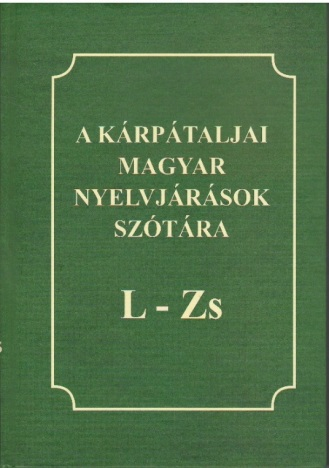 A KÁRPÁTALJAI
MAGYAR
NYELVJÁRÁSOK
SZÓTÁRA
L - Zs